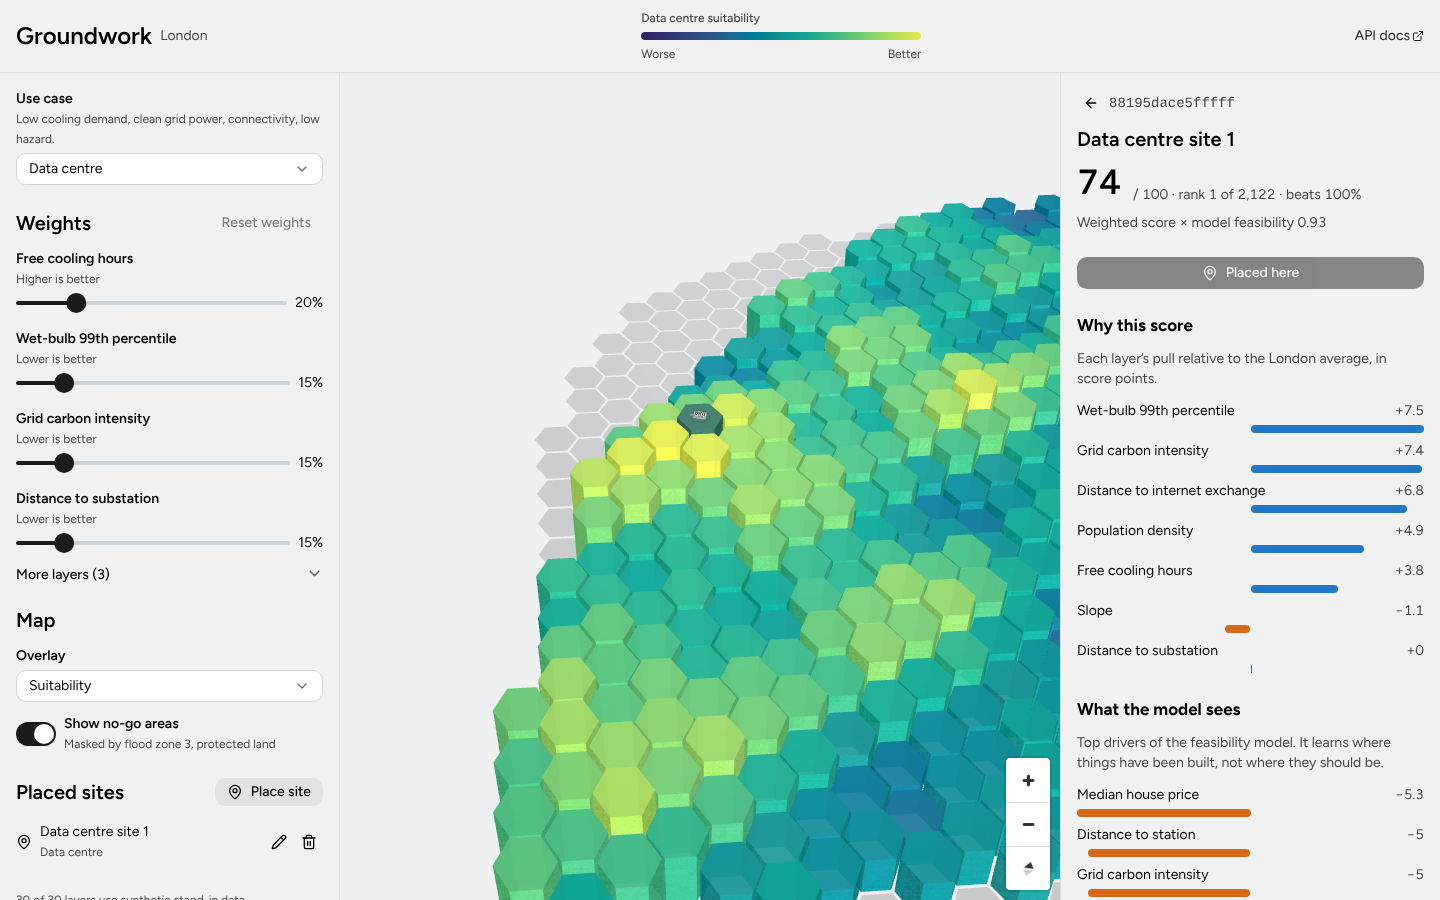 Groundwork London
Data centre suitability
Worse Better
API docs
Use case
Low cooling demand, clean grid power, connectivity, low
hazard.
Data centre
Weights Reset weights
Free cooling hours
Higher is better
20%
Wet-bulb 99th percentile
Lower is better
15%
Grid carbon intensity
Lower is better
15%
Distance to substation
Lower is better
15%
More layers (3)
Map
Overlay
Suitability
Show no-go areas
Masked by flood zone 3, protected land
Placed sites Place site
Data centre site 1
Data centre
30 of 30 layers use synthetic stand-in data
88195dace5fffff
Data centre site 1
74 / 100 · rank 1 of 2,122 · beats 100%
Weighted score × model feasibility 0.93
Placed here
Why this score
Each layer’s pull relative to the London average, in
score points.
Wet-bulb 99th percentile +7.5
Grid carbon intensity +7.4
Distance to internet exchange +6.8
Population density +4.9
Free cooling hours +3.8
Slope −1.1
Distance to substation +0
What the model sees
Top drivers of the feasibility model. It learns where
things have been built, not where they should be.
Median house price −5.3
Distance to station −5
Grid carbon intensity −5